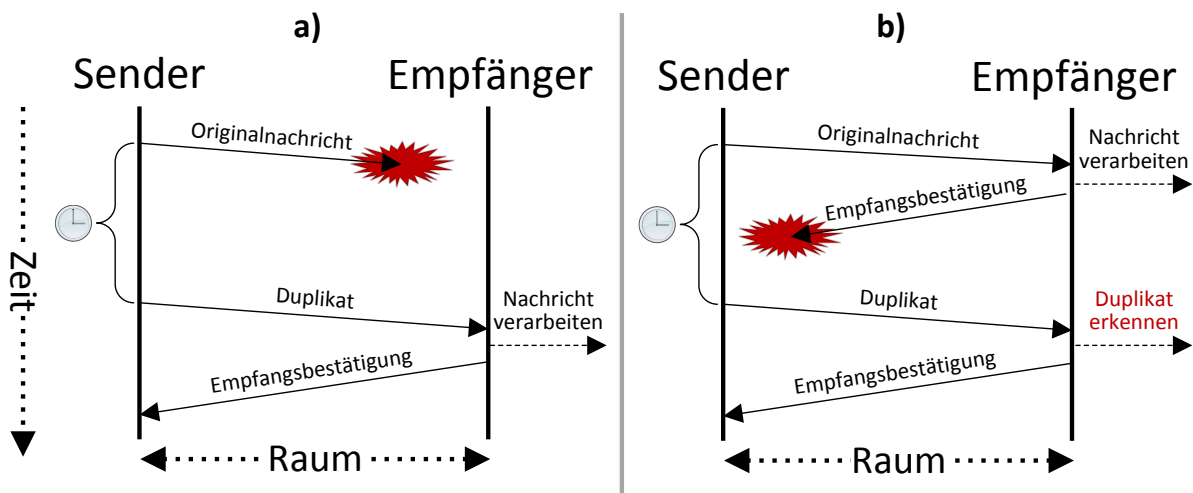 a)
Sender
Empfänger
Originalnachricht
Duplikat
Nachricht
verarbeiten
Empfangsbestätigung
Zeit
Raum
b)
Sender
Empfänger
Originalnachricht
Nachricht
verarbeiten
Empfangsbestätigung
Duplikat
Duplikat
erkennen
Empfangsbestätigung
Raum